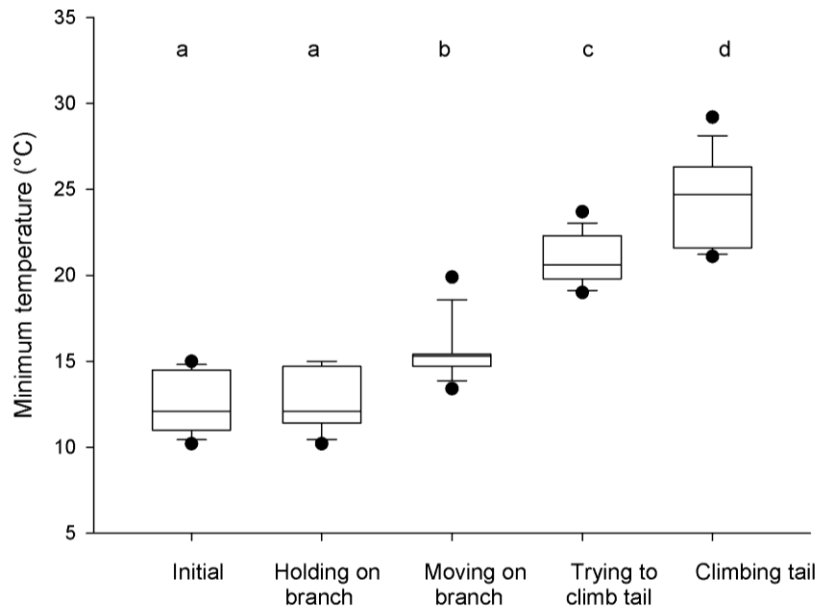 35
a a b c d
30
25
20
15
10
5
Minimum temperature (°C)
Initial Holding on Moving on Trying to Climbing tail
branch branch climb tail